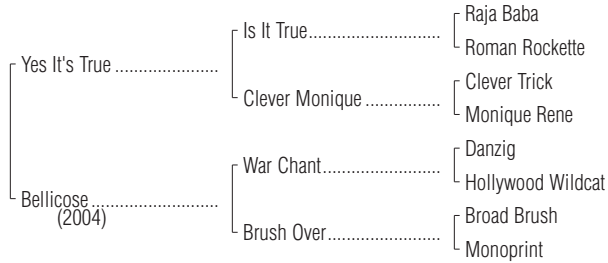 Raja Baba
Is It True
Roman Rockette
Yes It's True
Clever Trick
Clever Monique
Monique Rene
Danzig
War Chant
Hollywood Wildcat
Bellicose
(2004)
Broad Brush
Brush Over
Monoprint